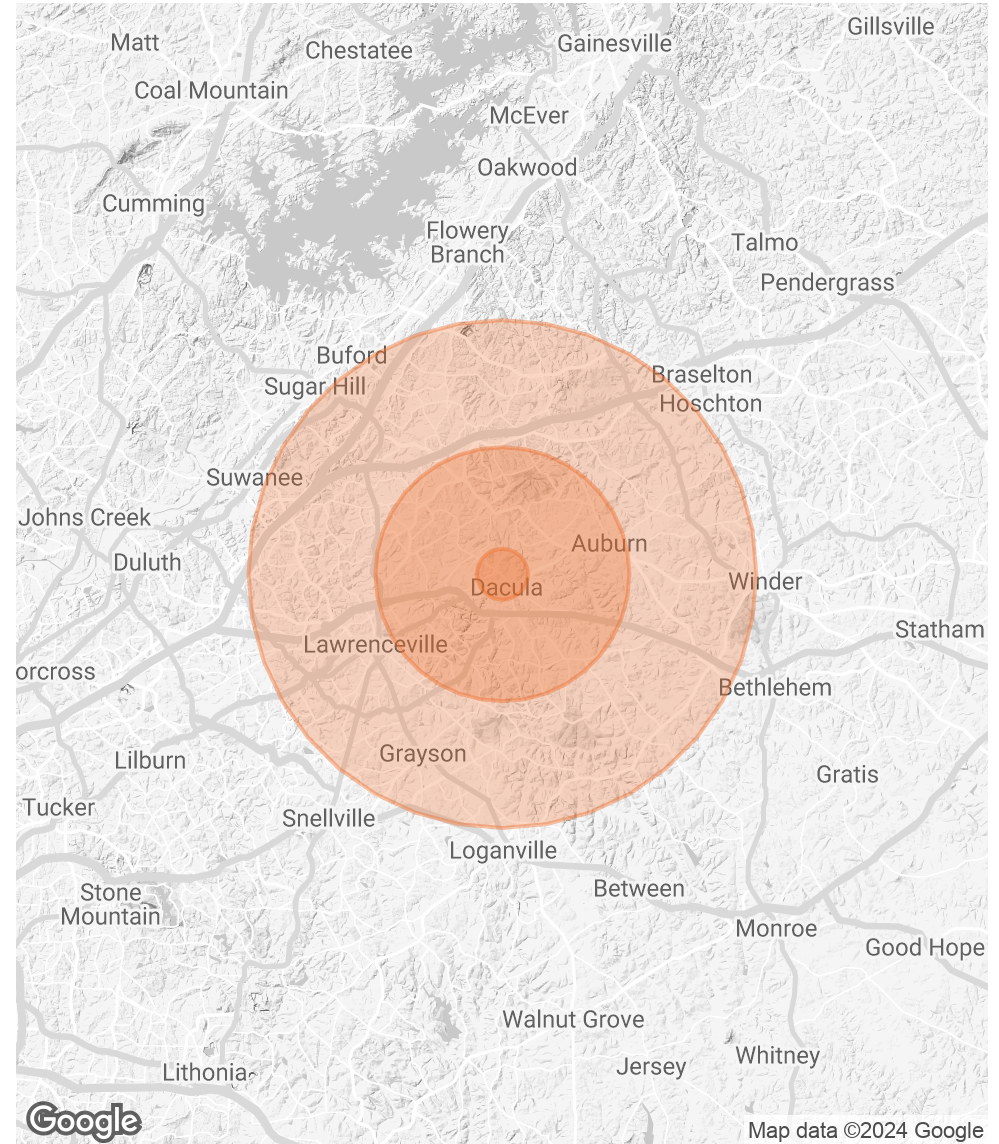 Matt
Chestatee
Gainesville
Gillsville
Coal Mountain
McEver
Oakwood
Cumming
Flowery
Branch
Talmo
Pendergrass
Buford
Sugar Hill
Braselton
Hoschton
Suwanee
Johns Creek
Auburn
Duluth
Dacula
Winder
Statham
Lawrenceville
orcross
Bethlehem
Grayson
Lilburn
Gratis
Tucker
Snellville
Loganville
Stone
Mountain
Between
Monroe
Good Hope
Walnut Grove
Whitney
Jersey
Lithonia
Google
Map data ©2024 Google